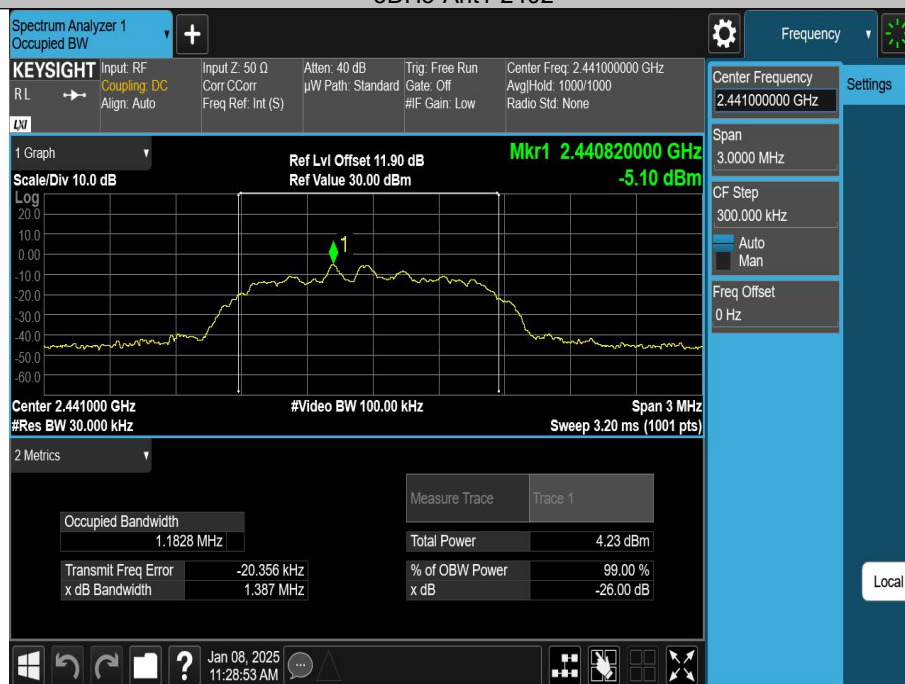 Spectrum Analyzer 1
Occupied BW
+
Frequency
KEYSIGHT
RL
LXI
Input: RF
Coupling: DC
Align: Auto
Input Z: 50 Ω
Corr CCorr
Freq Ref: Int (S)
Atten: 40 dB
µW Path: Standard
Trig: Free Run
Gate: Off
#IF Gain: Low
Center Freq: 2.441000000 GHz
Avg|Hold: 1000/1000
Radio Std: None
Center Frequency
2.441000000 GHz
Settings
Span
3.0000 MHz
CF Step
300.000 kHz
Auto
Man
Freq Offset
0 Hz
Local
1 Graph
Scale/Div 10.0 dB
Ref Lvl Offset 11.90 dB
Ref Value 30.00 dBm
Mkr1 2.440820000 GHz
-5.10 dBm
Log
20.0
10.0
0.00
-10.0
-20.0
-30.0
-40.0
-50.0
-60.0
1
Center 2.441000 GHz
#Res BW 30.000 kHz
#Video BW 100.00 kHz
Span 3 MHz
Sweep 3.20 ms (1001 pts)
2 Metrics
Measure Trace Trace 1
Occupied Bandwidth
1.1828 MHz
Total Power 4.23 dBm
Transmit Freq Error -20.356 kHz
% of OBW Power 99.00 %
x dB Bandwidth 1.387 MHz
x dB -26.00 dB
?
Jan 08, 2025
11:28:53 AM